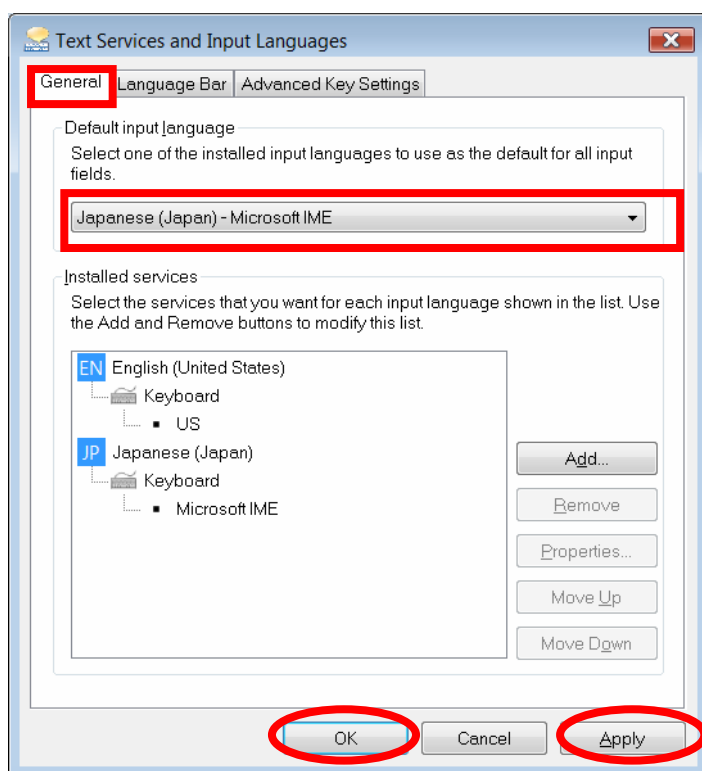 Text Services and Input Languages
General Language Bar Advanced Key Settings
Default input language
Select one of the installed input languages to use as the default for all input
fields.
Japanese (Japan) - Microsoft IME
Installed services
Select the services that you want for each input language shown in the list. Use
the Add and Remove buttons to modify this list.
EN English (United States)
Keyboard
US
JP Japanese (Japan)
Keyboard
Microsoft IME
Add...
Remove
Properties...
Move Up
Move Down
OK Cancel Apply